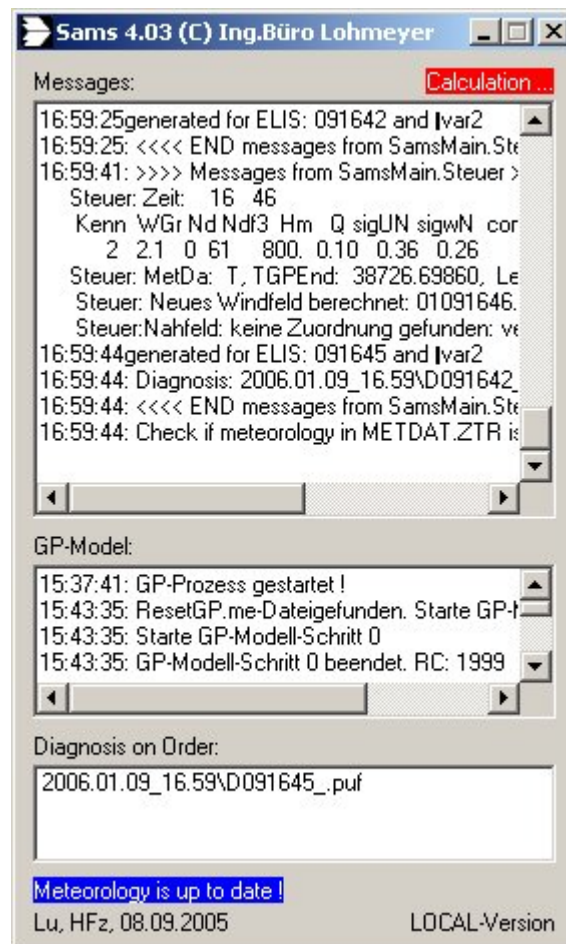 Sams 4.03 (C) Ing.Büro Lohmeyer
Messages: Calculation ...
16:59:25generated for ELIS: 091642 and |var2
16:59:25: <<<< END messages from SamsMain.Ste
16:59:41: >>>> Messages from SamsMain.Steuer >
Steuer: Zeit: 16 46
Kenn WGr Nd Ndf3 Hm Q sigUN sigwN cor
2 2.1 0 61 800. 0.10 0.36 0.26
Steuer: MetDa: T, TGPEnd: 38726.69860, Le
Steuer: Neues Windfeld berechnet: 01091646.
Steuer:Nahfeld: keine Zuordnung gefunden: ve
16:59:44generated for ELIS: 091645 and |var2
16:59:44: Diagnosis: 2006.01.09_16.59\D091642_
16:59:44: <<<< END messages from SamsMain.Ste
16:59:44: Check if meteorology in METDAT.ZTR is
GP-Model:
15:37:41: GP-Prozess gestartet !
15:43:35: ResetGP.me-Dateigefunden. Starte GP-M
15:43:35: Starte GP-Modell-Schritt 0
15:43:35: GP-Modell-Schritt 0 beendet. RC: 1999
Diagnosis on Order:
2006.01.09_16.59\D091645_.puf
Meteorology is up to date !
Lu, HFz, 08.09.2005 LOCAL-Version